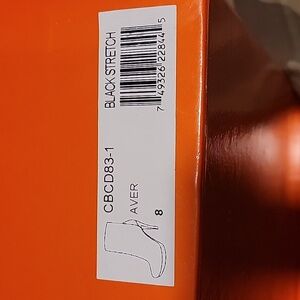 CBCD83-1
BLACK STRETCH
AVER
8
7 49326 22844 5